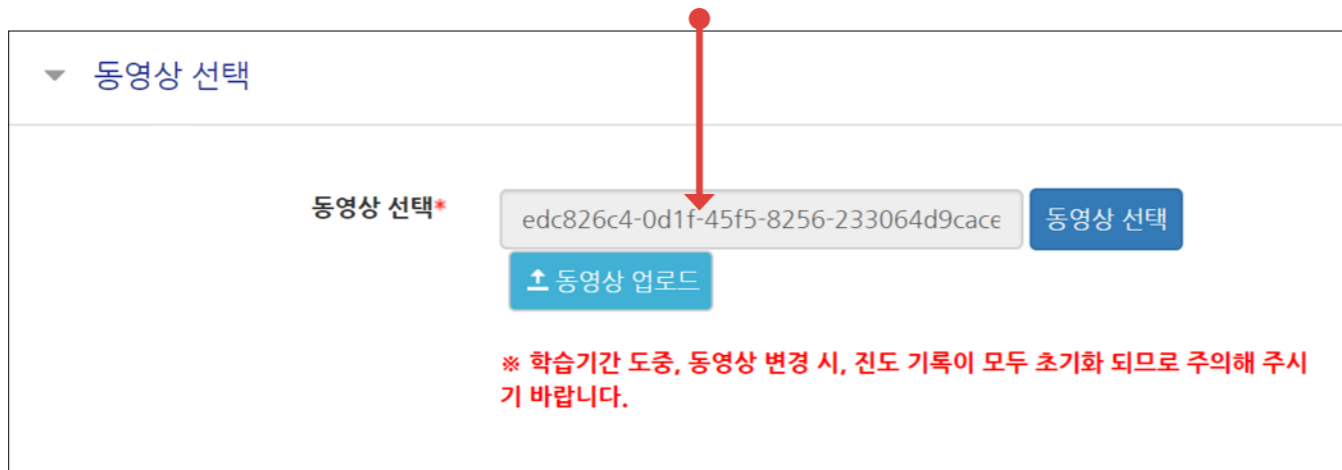 동영상 선택
동영상 선택*
edc826c4-0d1f-45f5-8256-233064d9cace
동영상 선택
동영상 업로드
※ 학습기간 도중, 동영상 변경 시, 진도 기록이 모두 초기화 되므로 주의해 주시
기 바랍니다.